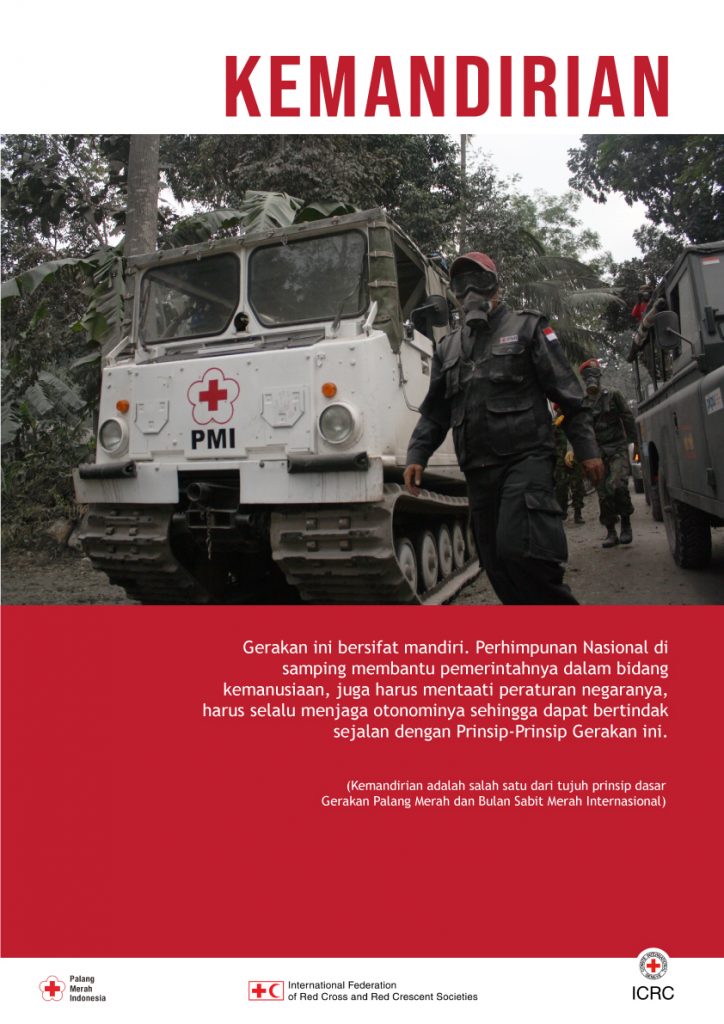 KEMANDIRIAN
PMI
Gerakan ini bersifat mandiri. Perhimpunan Nasional di
samping membantu pemerintahnya dalam bidang
kemanusiaan, juga harus mentaati peraturan negaranya,
harus selalu menjaga otonominya sehingga dapat bertindak
sejalan dengan Prinsip-Prinsip Gerakan ini.
(Kemandirian adalah salah satu dari tujuh prinsip dasar
Gerakan Palang Merah dan Bulan Sabit Merah Internasional)
Palang
Merah
Indonesia
International Federation
of Red Cross and Red Crescent Societies
COMITE INTERNATIONAL GENEVE
ICRC